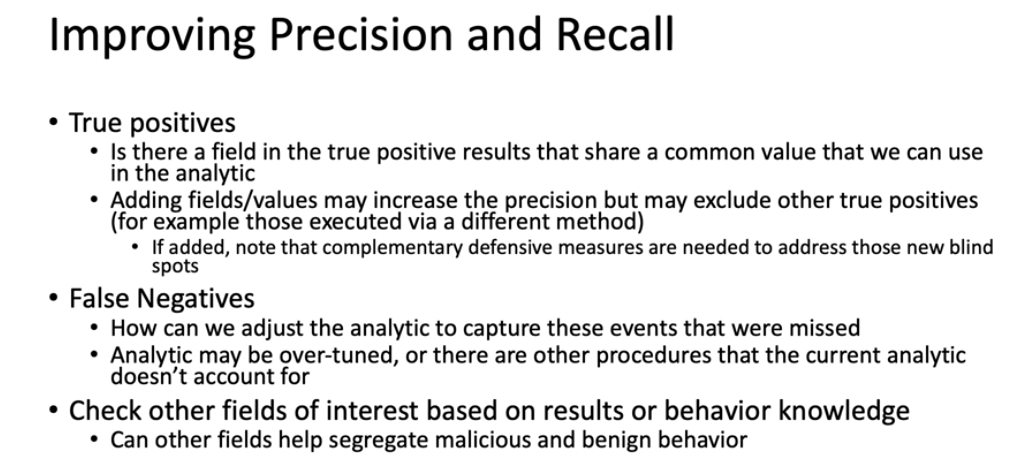 Improving Precision and Recall
• True positives
• Is there a field in the true positive results that share a common value that we can use
in the analytic
• Adding fields/values may increase the precision but may exclude other true positives
(for example those executed via a different method)
• If added, note that complementary defensive measures are needed to address those new blind
spots
• False Negatives
• How can we adjust the analytic to capture these events that were missed
• Analytic may be over-tuned, or there are other procedures that the current analytic
doesn’t account for
• Check other fields of interest based on results or behavior knowledge
• Can other fields help segregate malicious and benign behavior